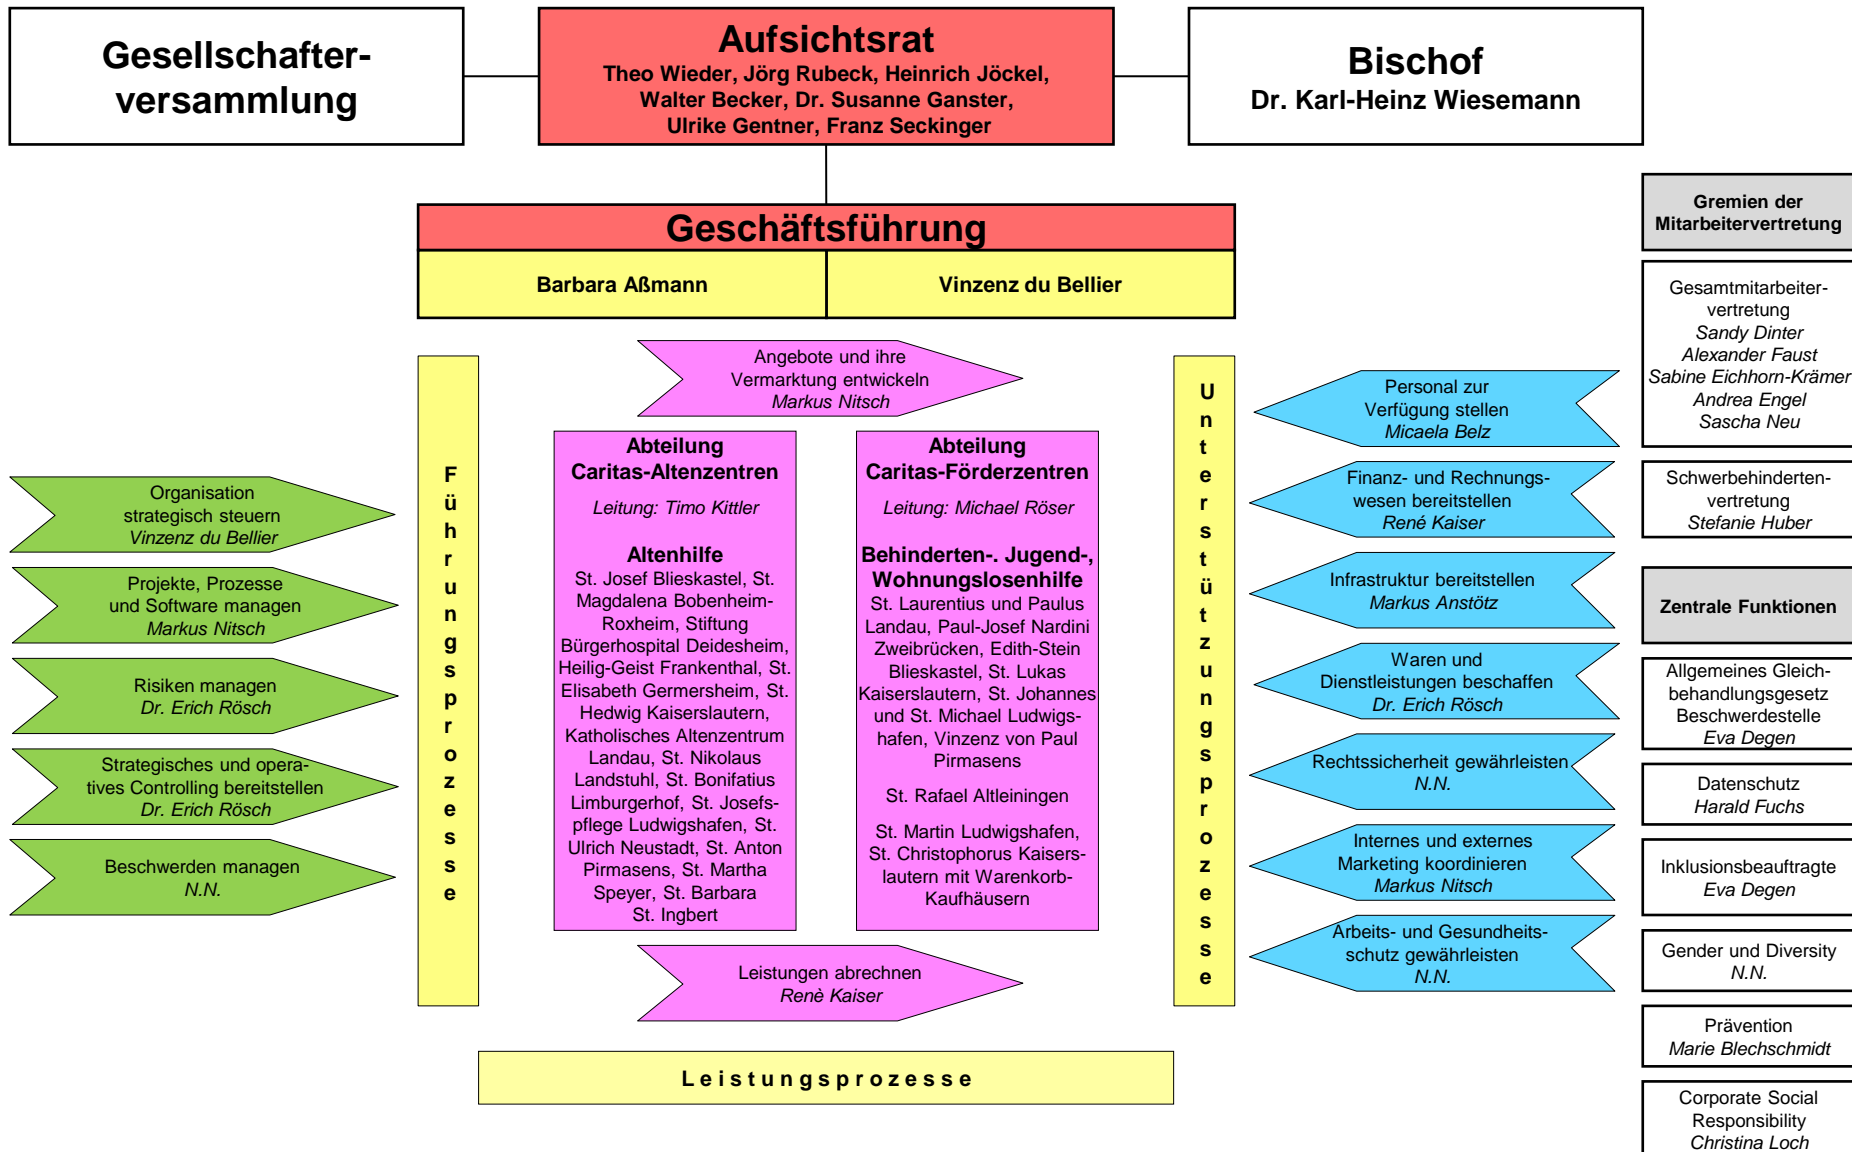 Gesellschafter-
versammlung
Aufsichtsrat
Theo Wieder, Jörg Rubeck, Heinrich Jöckel,
Walter Becker, Dr. Susanne Ganster,
Ulrike Gentner, Franz Seckinger
Bischof
Dr. Karl-Heinz Wiesemann
Geschäftsführung
Barbara Aßmann
Vinzenz du Bellier
Führungsprozesse
Organisation
strategisch steuern
Vinzenz du Bellier
Projekte, Prozesse
und Software managen
Markus Nitsch
Risiken managen
Dr. Erich Rösch
Strategisches und opera-
tives Controlling bereitstellen
Dr. Erich Rösch
Beschwerden managen
N.N.
Angebote und ihre
Vermarktung entwickeln
Markus Nitsch
Abteilung
Caritas-Altenzentren
Leitung: Timo Kittler
Altenhilfe
St. Josef Blieskastel, St.
Magdalena Bobenheim-
Roxheim, Stiftung
Bürgerhospital Deidesheim,
Heilig-Geist Frankenthal, St.
Elisabeth Germersheim, St.
Hedwig Kaiserslautern,
Katholisches Altenzentrum
Landau, St. Nikolaus
Landstuhl, St. Bonifatius
Limburgerhof, St. Josefs-
pflege Ludwigshafen, St.
Ulrich Neustadt, St. Anton
Pirmasens, St. Martha
Speyer, St. Barbara
St. Ingbert
Abteilung
Caritas-Förderzentren
Leitung: Michael Röser
Behinderten-. Jugend-,
Wohnungslosenhilfe
St. Laurentius und Paulus
Landau, Paul-Josef Nardini
Zweibrücken, Edith-Stein
Blieskastel, St. Lukas
Kaiserslautern, St. Johannes
und St. Michael Ludwigs-
hafen, Vinzenz von Paul
Pirmasens
St. Rafael Altleiningen
St. Martin Ludwigshafen,
St. Christophorus Kaisers-
lautern mit Warenkorb-
Kaufhäusern
Leistungen abrechnen
Renè Kaiser
Leistungsprozesse
Unterstützungsprozesse
Personal zur
Verfügung stellen
Micaela Belz
Finanz- und Rechnungs-
wesen bereitstellen
René Kaiser
Infrastruktur bereitstellen
Markus Anstötz
Waren und
Dienstleistungen beschaffen
Dr. Erich Rösch
Rechtssicherheit gewährleisten
N.N.
Internes und externes
Marketing koordinieren
Markus Nitsch
Arbeits- und Gesundheits-
schutz gewährleisten
N.N.
Gremien der
Mitarbeitervertretung
Gesamtmitarbeiter-
vertretung
Sandy Dinter
Alexander Faust
Sabine Eichhorn-Krämer
Andrea Engel
Sascha Neu
Schwerbehinderten-
vertretung
Stefanie Huber
Zentrale Funktionen
Allgemeines Gleich-
behandlungsgesetz
Beschwerdestelle
Eva Degen
Datenschutz
Harald Fuchs
Inklusionsbeauftragte
Eva Degen
Gender und Diversity
N.N.
Prävention
Marie Blechschmidt
Corporate Social
Responsibility
Christina Loch